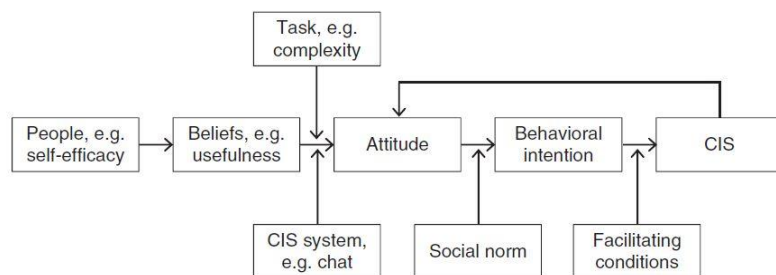 Task, e.g.
complexity
People, e.g.
self-efficacy
Beliefs, e.g.
usefulness
Attitude
Behavioral
intention
CIS
CIS system,
e.g. chat
Social norm
Facilitating
conditions